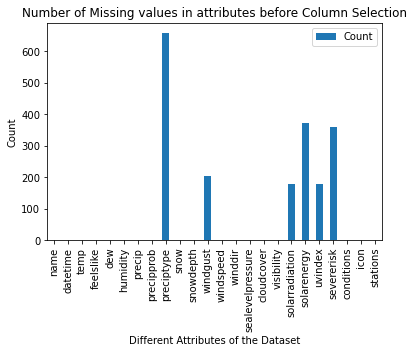 Number of Missing values in attributes before Column Selection
Count
600
500
400
300
200
100
0
Count
name
datetime
temp
feelslike
dew
humidity
precip
precipprob
preciptype
snow
snowdepth
windgust
windspeed
winddir
sealevelpressure
cloudcover
visibility
solarradiation
solarenergy
uvindex
severerisk
conditions
icon
stations
Different Attributes of the Dataset